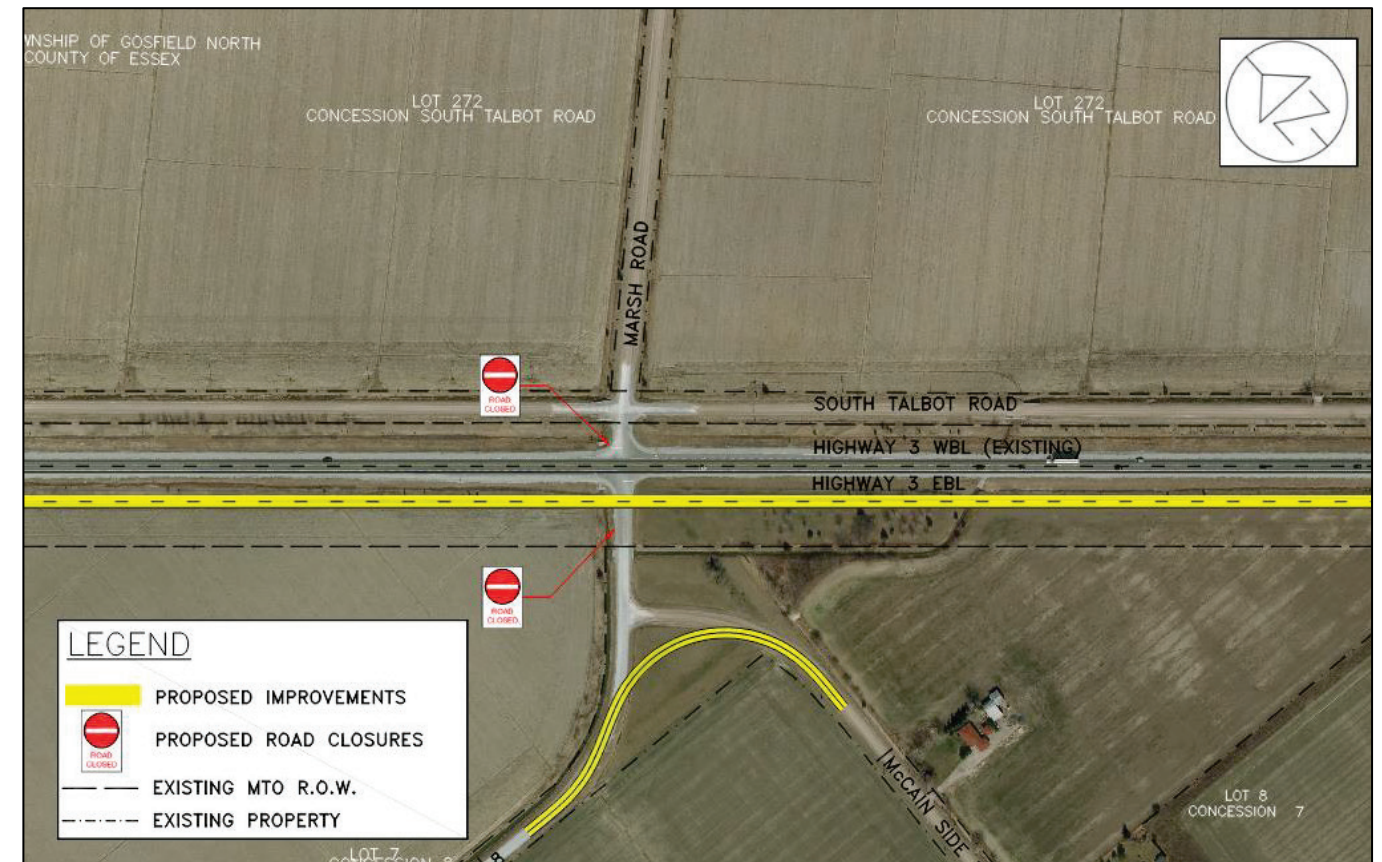 WNSHIP OF GOSFIELD NORTH
COUNTY OF ESSEX
LOT 272
CONCESSION SOUTH TALBOT ROAD
LOT 272
CONCESSION SOUTH TALBOT ROAD
MARSH ROAD
ROAD
CLOSED
SOUTH TALBOT ROAD
HIGHWAY 3 WBL (EXISTING)
HIGHWAY 3 EBL
ROAD
CLOSED
LEGEND
PROPOSED IMPROVEMENTS
ROAD
CLOSED
PROPOSED ROAD CLOSURES
EXISTING MTO R.O.W.
EXISTING PROPERTY
McCAIN SIDE
LOT 8
CONCESSION 7
LOT 7